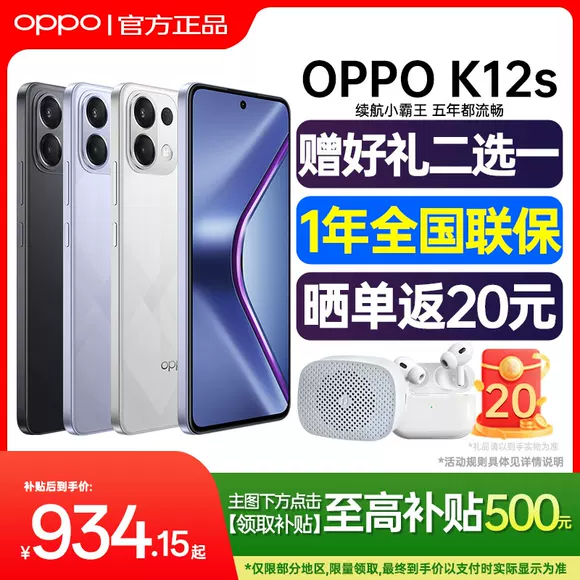 oppo | 官方正品
OPPO K12s
续航小霸王 五年都流畅
赠好礼二选一
1年全国联保
晒单返20元
oppo
20
*礼品请以到手实物为准
*活动规则具体见详情说明
补贴后到手价:
¥934.15起
主图下方点击
【领取补贴】
至高补贴500元
*仅限部分地区,限量领取,最终到手价以支付时实际显示为准